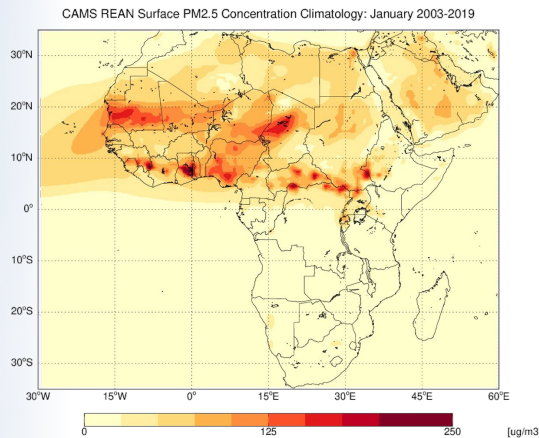 CAMS REAN Surface PM2.5 Concentration Climatology: January 2003-2019
30°N
20°N
10°N
0°
10°S
20°S
30°S
30°W 15°W 0° 15°E 30°E 45°E 60°E
0 125 250 [ug/m3